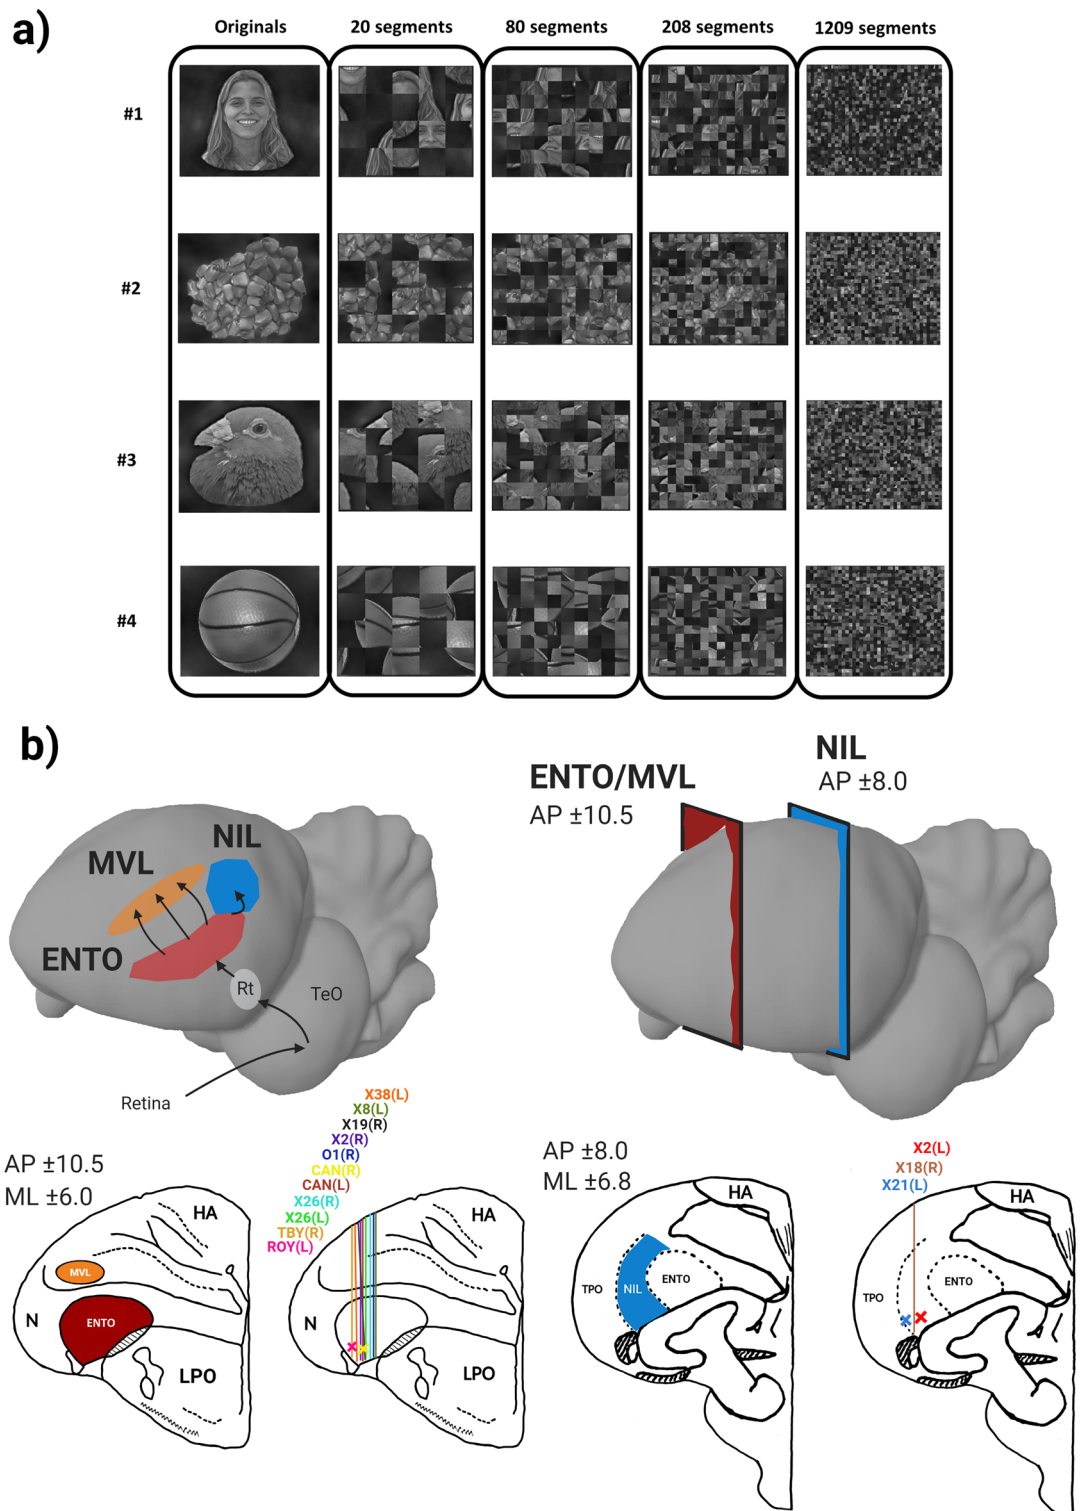 a)
Originals
20 segments
80 segments
208 segments
1209 segments
#1
#2
#3
#4
b)
NIL
MVL
ENTO
Rt
TeO
Retina
ENTO/MVL
AP ±10.5
NIL
AP ±8.0
AP ±10.5
ML ±6.0
HA
MVL
N
ENTO
LPO
X38(L)
X8(L)
X19(R)
X2(R)
O1(R)
CAN(R)
CAN(L)
X26(R)
X26(L)
TBY(R)
ROY(L)
HA
N
LPO
AP ±8.0
ML ±6.8
HA
TPO
NIL
ENTO
X2(L)
X18(R)
X21(L)
HA
TPO
ENTO